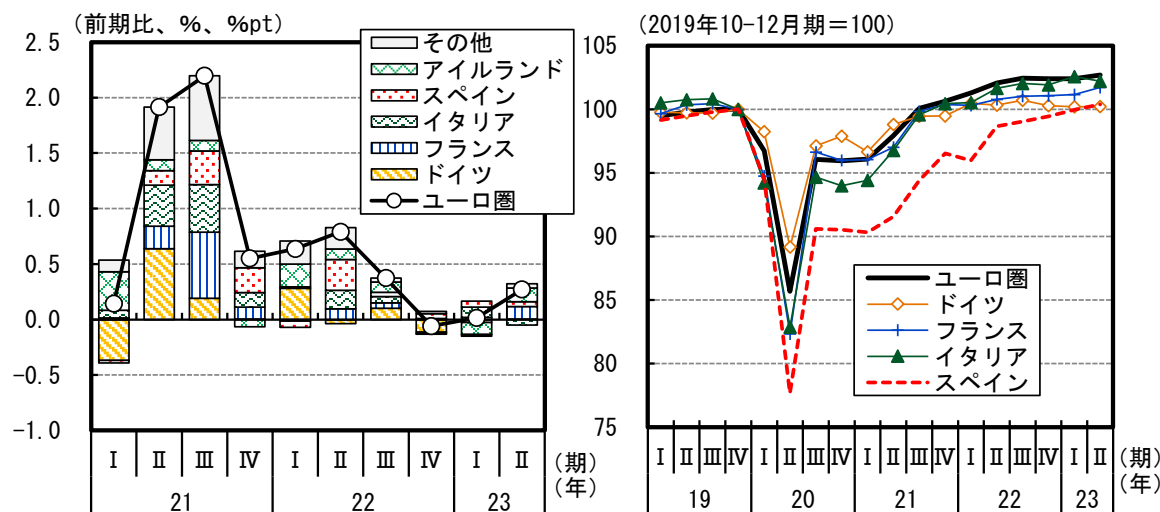 （前期比、％、％pt）
2.5
2.0
1.5
1.0
0.5
0.0
-0.5
-1.0
その他
アイルランド
スペイン
イタリア
フランス
ドイツ
ユーロ圏
Ⅰ Ⅱ Ⅲ Ⅳ Ⅰ Ⅱ Ⅲ Ⅳ Ⅰ Ⅱ （期）
21 22 23 （年）
（2019年10-12月期＝100）
105
100
95
90
85
80
75
ユーロ圏
ドイツ
フランス
イタリア
スペイン
Ⅰ Ⅱ Ⅲ Ⅳ Ⅰ Ⅱ Ⅲ Ⅳ Ⅰ Ⅱ Ⅲ Ⅳ Ⅰ Ⅱ Ⅲ Ⅳ Ⅰ Ⅱ （期）
19 20 21 22 23 （年）